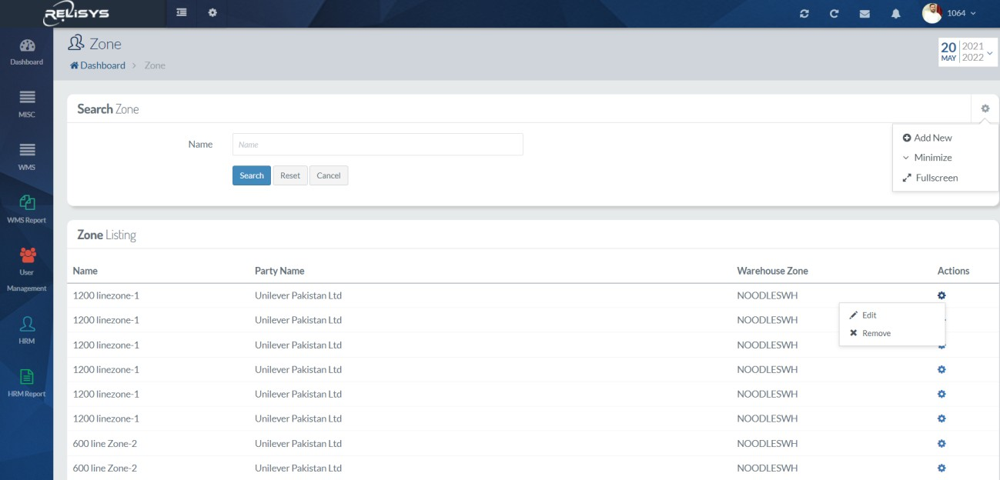 RELISYS
1064
Dashboard
MISC
WMS
WMS Report
User
Management
HRM
HRM Report
Zone
Dashboard > Zone
20 MAY 2021 2022
Search Zone
Add New
Minimize
Fullscreen
Name Name
Search Reset Cancel
Zone Listing
Name Party Name Warehouse Zone Actions
1200 linezone-1 Unilever Pakistan Ltd NOODLESWH
Edit
Remove
1200 linezone-1 Unilever Pakistan Ltd NOODLESWH
1200 linezone-1 Unilever Pakistan Ltd NOODLESWH
1200 linezone-1 Unilever Pakistan Ltd NOODLESWH
1200 linezone-1 Unilever Pakistan Ltd NOODLESWH
1200 linezone-1 Unilever Pakistan Ltd NOODLESWH
600 line Zone-2 Unilever Pakistan Ltd NOODLESWH
600 line Zone-2 Unilever Pakistan Ltd NOODLESWH